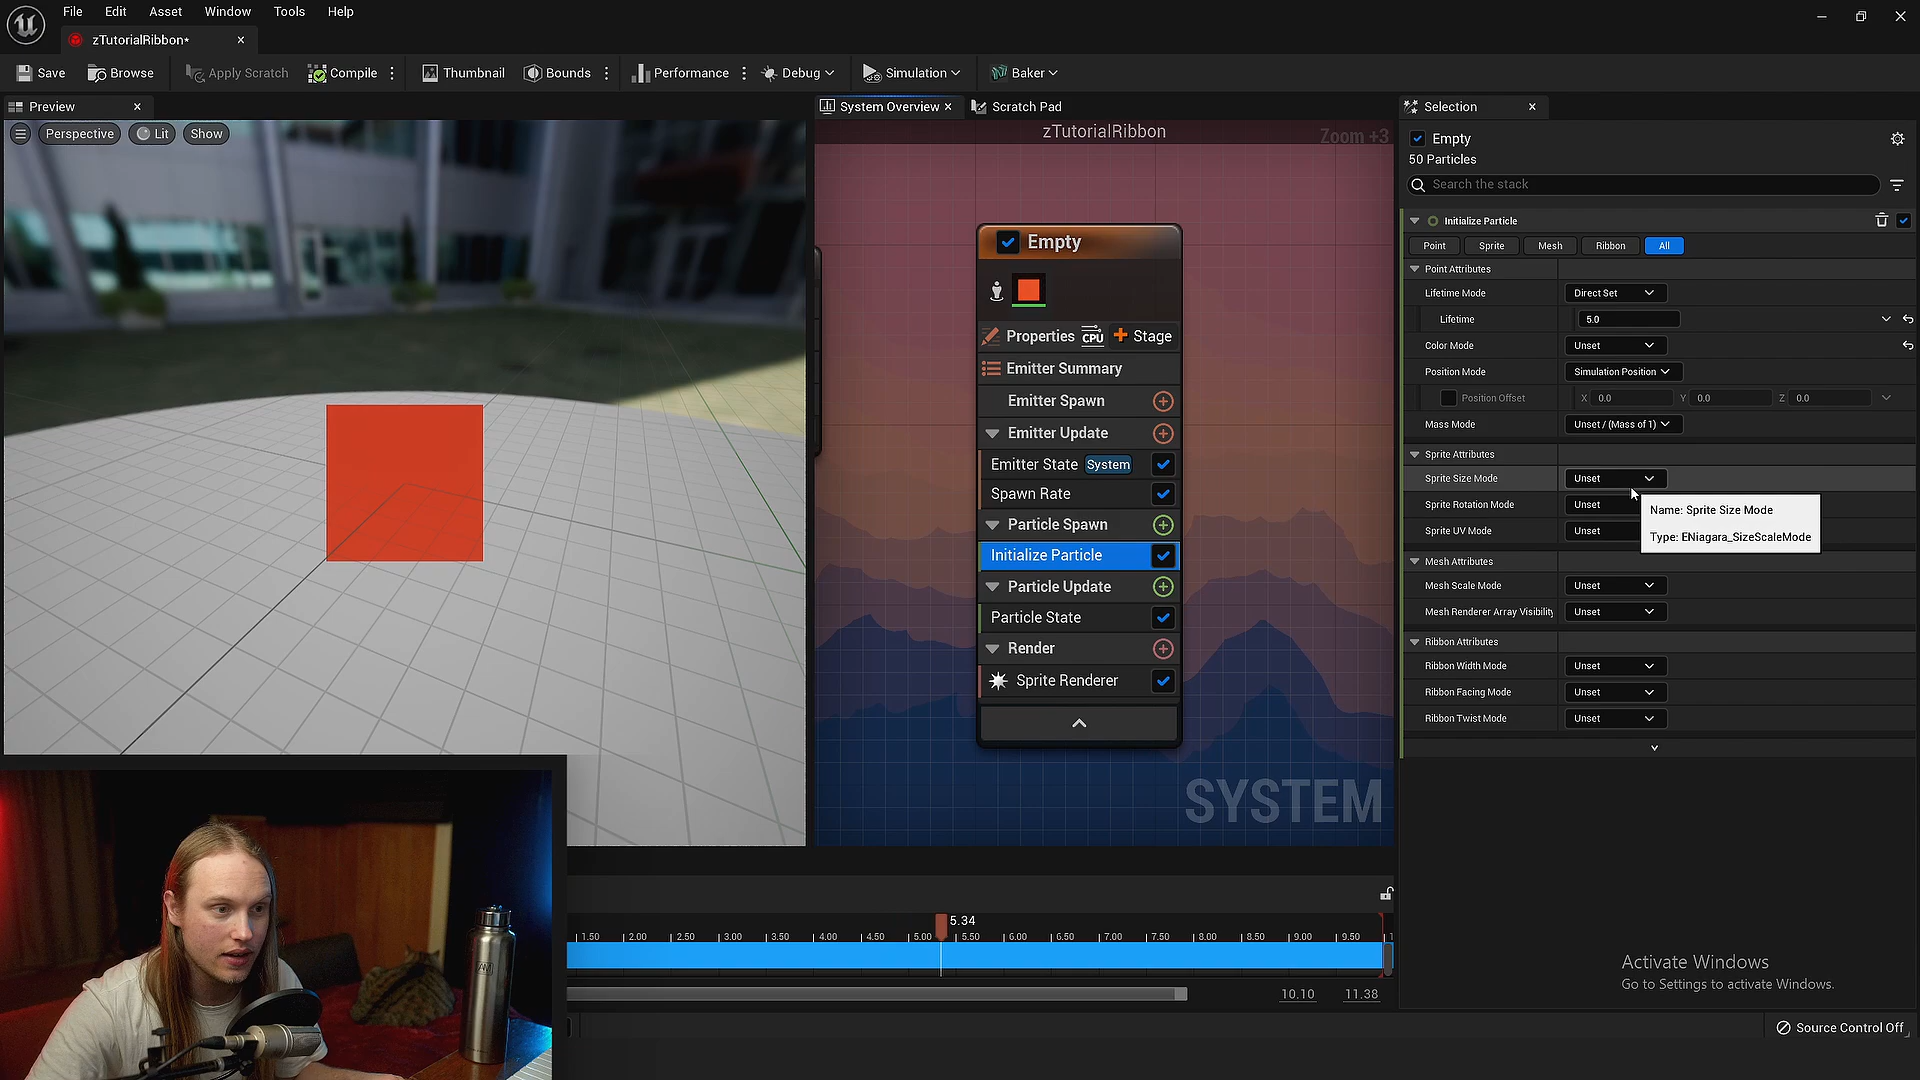 File Edit Asset Window Tools Help
zTutorialRibbon*
Save Browse Apply Scratch Compile Thumbnail Bounds Performance Debug Simulation Baker
Preview
Perspective Lit Show
System Overview Scratch Pad
zTutorialRibbon
Zoom +3
Empty
Properties CPU Stage
Emitter Summary
Emitter Spawn
Emitter Update
Emitter State System
Spawn Rate
Particle Spawn
Initialize Particle
Particle Update
Particle State
Render
Sprite Renderer
SYSTEM
Selection
Empty
50 Particles
Search the stack
Initialize Particle
Point Sprite Mesh Ribbon All
Point Attributes
Lifetime Mode Direct Set
Lifetime 5.0
Color Mode Unset
Position Mode Simulation Position
Position Offset X 0.0 Y 0.0 Z 0.0
Mass Mode Unset / (Mass of 1)
Sprite Attributes
Sprite Size Mode Unset
Sprite Rotation Mode Unset
Sprite UV Mode Unset
Name: Sprite Size Mode
Type: ENiagara_SizeScaleMode
Mesh Attributes
Mesh Scale Mode Unset
Mesh Renderer Array Visibility Unset
Ribbon Attributes
Ribbon Width Mode Unset
Ribbon Facing Mode Unset
Ribbon Twist Mode Unset
5.34
1.50 2.00 2.50 3.00 3.50 4.00 4.50 5.00 5.50 6.00 6.50 7.00 7.50 8.00 8.50 9.00 9.50
10.10 11.38
Activate Windows
Go to Settings to activate Windows.
Source Control Off